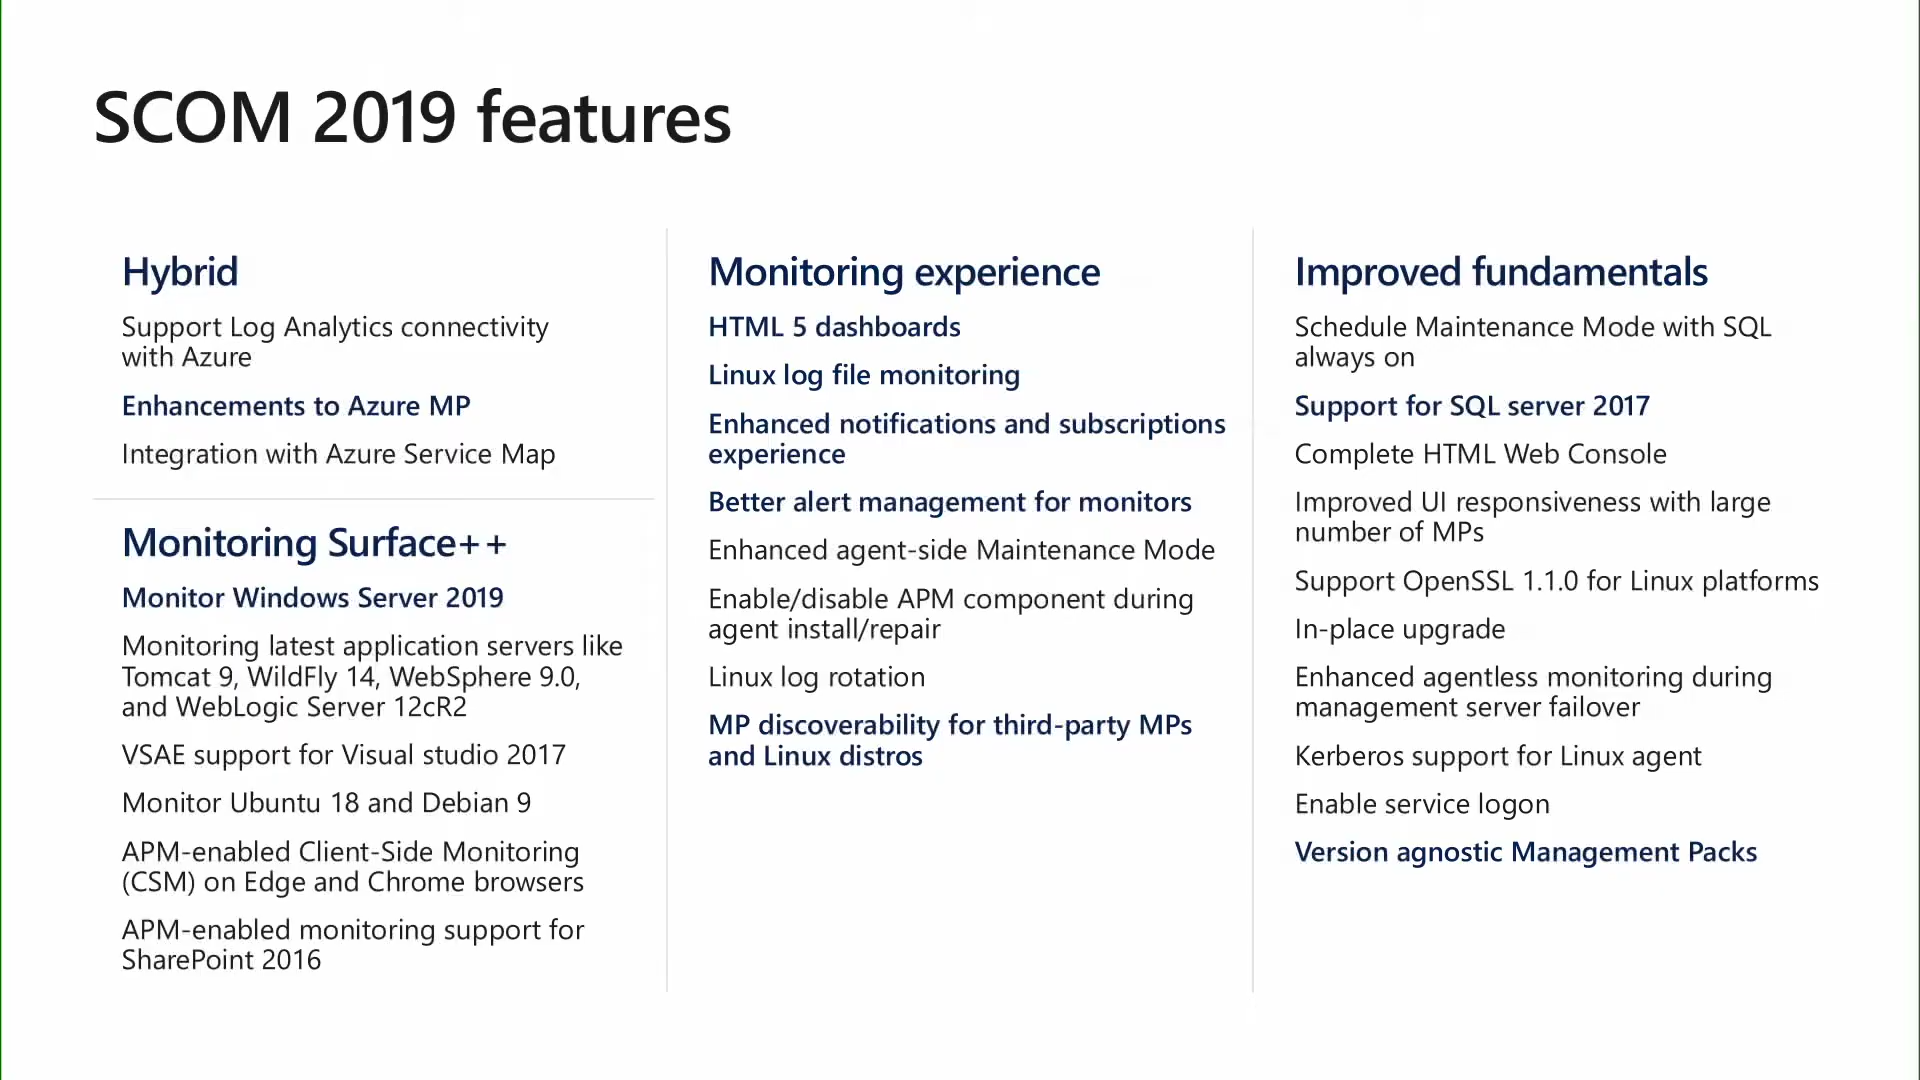 SCOM 2019 features
Hybrid
Support Log Analytics connectivity
with Azure
Enhancements to Azure MP
Integration with Azure Service Map
Monitoring Surface++
Monitor Windows Server 2019
Monitoring latest application servers like
Tomcat 9, WildFly 14, WebSphere 9.0,
and WebLogic Server 12cR2
VSAE support for Visual studio 2017
Monitor Ubuntu 18 and Debian 9
APM-enabled Client-Side Monitoring
(CSM) on Edge and Chrome browsers
APM-enabled monitoring support for
SharePoint 2016
Monitoring experience
HTML 5 dashboards
Linux log file monitoring
Enhanced notifications and subscriptions
experience
Better alert management for monitors
Enhanced agent-side Maintenance Mode
Enable/disable APM component during
agent install/repair
Linux log rotation
MP discoverability for third-party MPs
and Linux distros
Improved fundamentals
Schedule Maintenance Mode with SQL
always on
Support for SQL server 2017
Complete HTML Web Console
Improved UI responsiveness with large
number of MPs
Support OpenSSL 1.1.0 for Linux platforms
In-place upgrade
Enhanced agentless monitoring during
management server failover
Kerberos support for Linux agent
Enable service logon
Version agnostic Management Packs